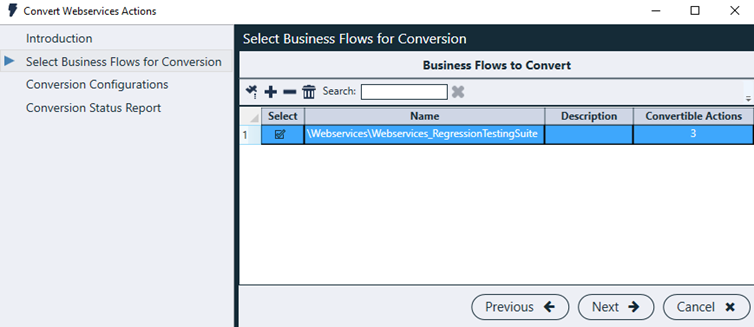 Convert Webservices Actions
Introduction
Select Business Flows for Conversion
Conversion Configurations
Conversion Status Report
Select Business Flows for Conversion
Business Flows to Convert
Search:
Select Name Description Convertible Actions
1 \Webservices\Webservices_RegressionTestingSuite 3
Previous Next Cancel